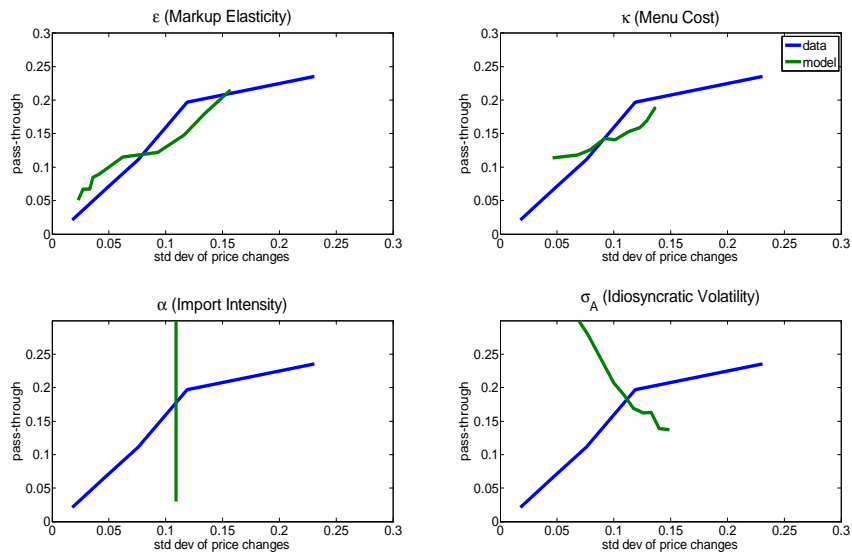 ε (Markup Elasticity)
0.3
0.25
0.2
0.15
0.1
0.05
0
pass-through
0 0.05 0.1 0.15 0.2 0.25 0.3
std dev of price changes
κ (Menu Cost)
data
model
0.3
0.25
0.2
0.15
0.1
0.05
0
pass-through
0 0.05 0.1 0.15 0.2 0.25 0.3
std dev of price changes
α (Import Intensity)
0.25
0.2
0.15
0.1
0.05
0
pass-through
0 0.05 0.1 0.15 0.2 0.25 0.3
std dev of price changes
σ_A (Idiosyncratic Volatility)
0.25
0.2
0.15
0.1
0.05
0
pass-through
0 0.05 0.1 0.15 0.2 0.25 0.3
std dev of price changes